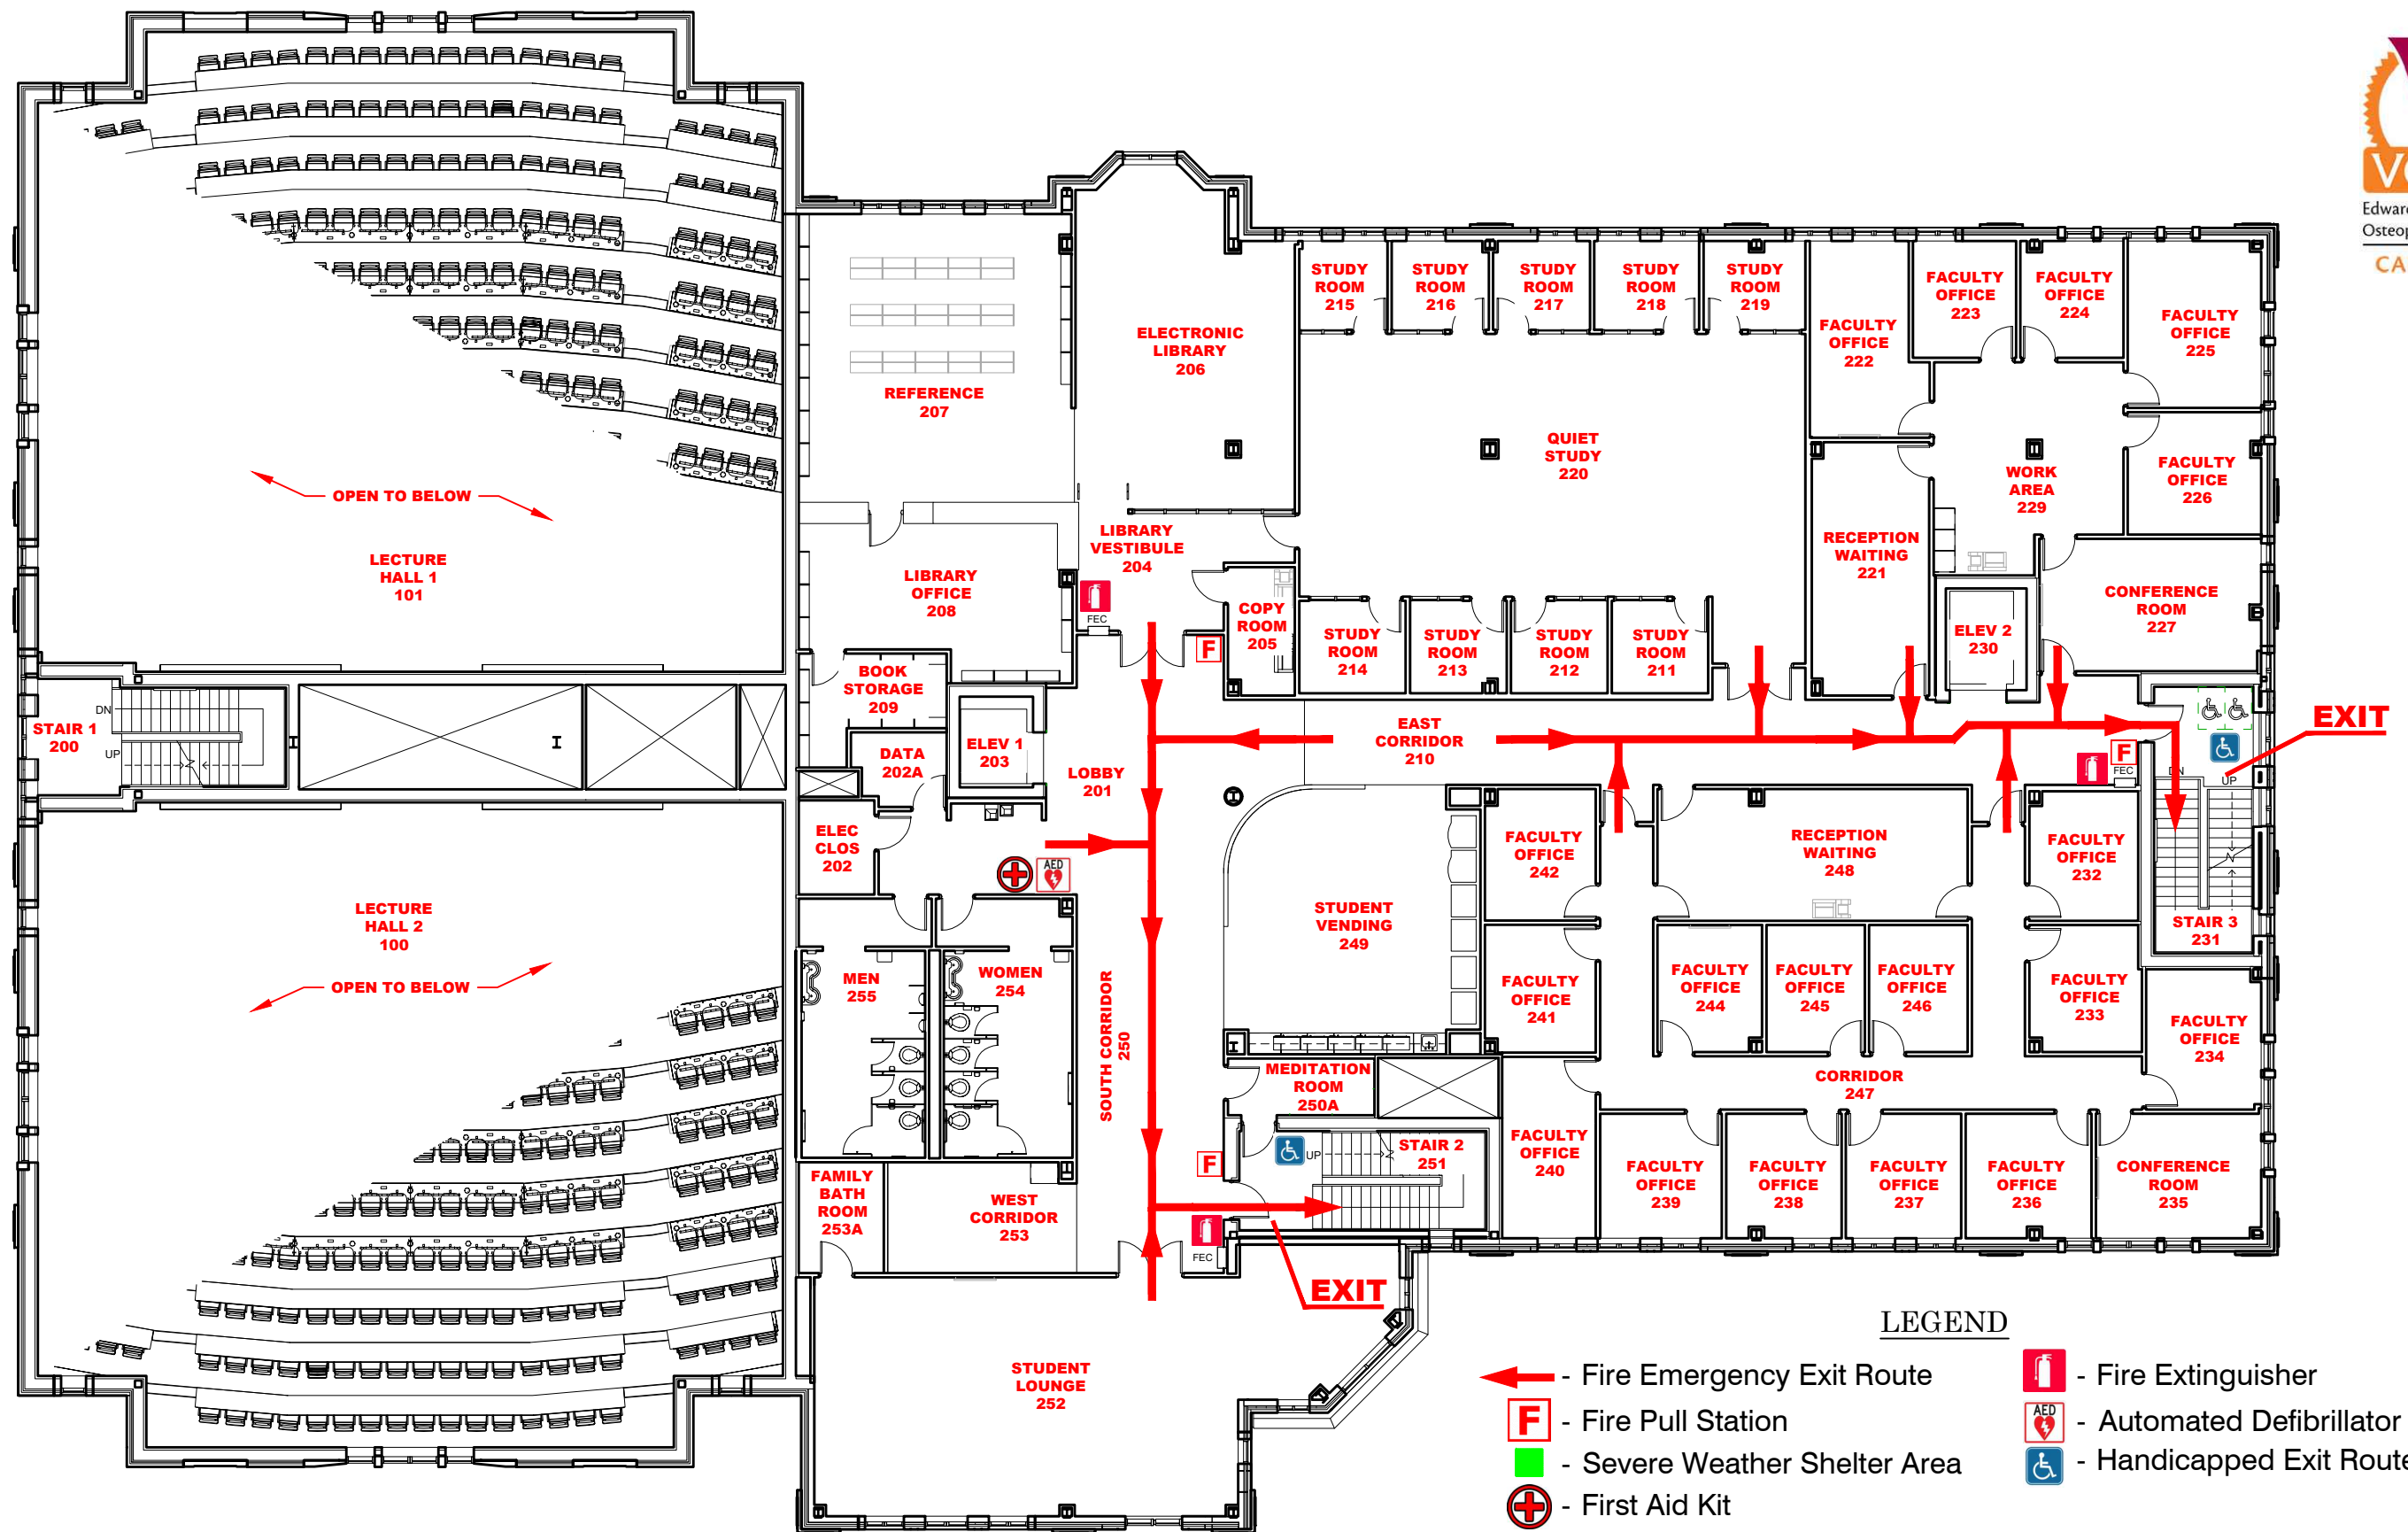 Edward
Osteop
CA
STUDY
ROOM
215
STUDY
ROOM
216
STUDY
ROOM
217
STUDY
ROOM
218
STUDY
ROOM
219
FACULTY
OFFICE
222
FACULTY
OFFICE
223
FACULTY
OFFICE
224
FACULTY
OFFICE
225
ELECTRONIC
LIBRARY
206
REFERENCE
207
QUIET
STUDY
220
WORK
AREA
229
FACULTY
OFFICE
226
OPEN TO BELOW
LECTURE
HALL 1
101
LIBRARY
OFFICE
208
LIBRARY
VESTIBULE
204
FEC
F
COPY
ROOM
205
STUDY
ROOM
214
STUDY
ROOM
213
STUDY
ROOM
212
STUDY
ROOM
211
RECEPTION
WAITING
221
ELEV 2
230
CONFERENCE
ROOM
227
BOOK
STORAGE
209
STAIR 1
200
DN
UP
DATA
202A
ELEV 1
203
LOBBY
201
EAST
CORRIDOR
210
EXIT
F
FEC
DN
UP
ELEC
CLOS
202
AED
FACULTY
OFFICE
242
RECEPTION
WAITING
248
FACULTY
OFFICE
232
STAIR 3
231
LECTURE
HALL 2
100
OPEN TO BELOW
STUDENT
VENDING
249
MEN
255
WOMEN
254
SOUTH CORRIDOR
250
FACULTY
OFFICE
241
FACULTY
OFFICE
244
FACULTY
OFFICE
245
FACULTY
OFFICE
246
FACULTY
OFFICE
233
FACULTY
OFFICE
234
MEDITATION
ROOM
250A
CORRIDOR
247
F
UP
STAIR 2
251
FACULTY
OFFICE
240
FACULTY
OFFICE
239
FACULTY
OFFICE
238
FACULTY
OFFICE
237
FACULTY
OFFICE
236
CONFERENCE
ROOM
235
FAMILY
BATH
ROOM
253A
WEST
CORRIDOR
253
FEC
EXIT
STUDENT
LOUNGE
252
LEGEND
- Fire Emergency Exit Route
F - Fire Pull Station
- Severe Weather Shelter Area
- First Aid Kit
- Fire Extinguisher
AED - Automated Defibrillator
- Handicapped Exit Route